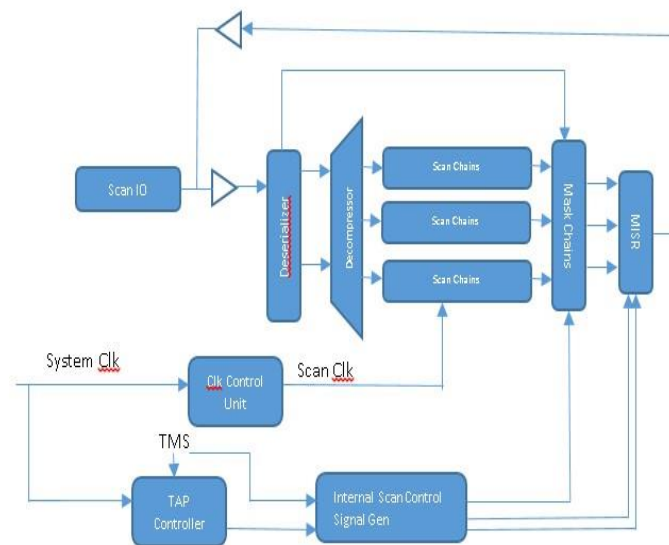 Scan IO
Deserializer
Decompressor
Scan Chains
Scan Chains
Scan Chains
Mask Chains
MISR
System Clk
Clk Control
Unit
Scan Clk
TMS
TAP
Controller
Internal Scan Control
Signal Gen